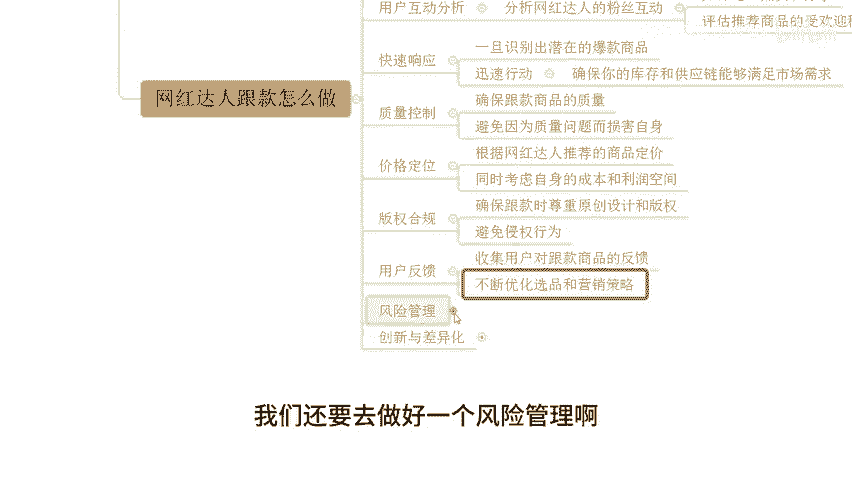 用户互动分析
分析网红达人的粉丝互动
评估推荐商品的受欢迎
快速响应
一旦识别出潜在的爆款商品
迅速行动
确保你的库存和供应链能够满足市场需求
网红达人跟款怎么做
质量控制
确保跟款商品的质量
避免因为质量问题而损害自身
价格定位
根据网红达人推荐的商品定价
同时考虑自身的成本和利润空间
版权合规
确保跟款时尊重原创设计和版权
避免侵权行为
用户反馈
收集用户对跟款商品的反馈
不断优化选品和营销策略
风险管理
创新与差异化
我们还要去做好一个风险管理啊